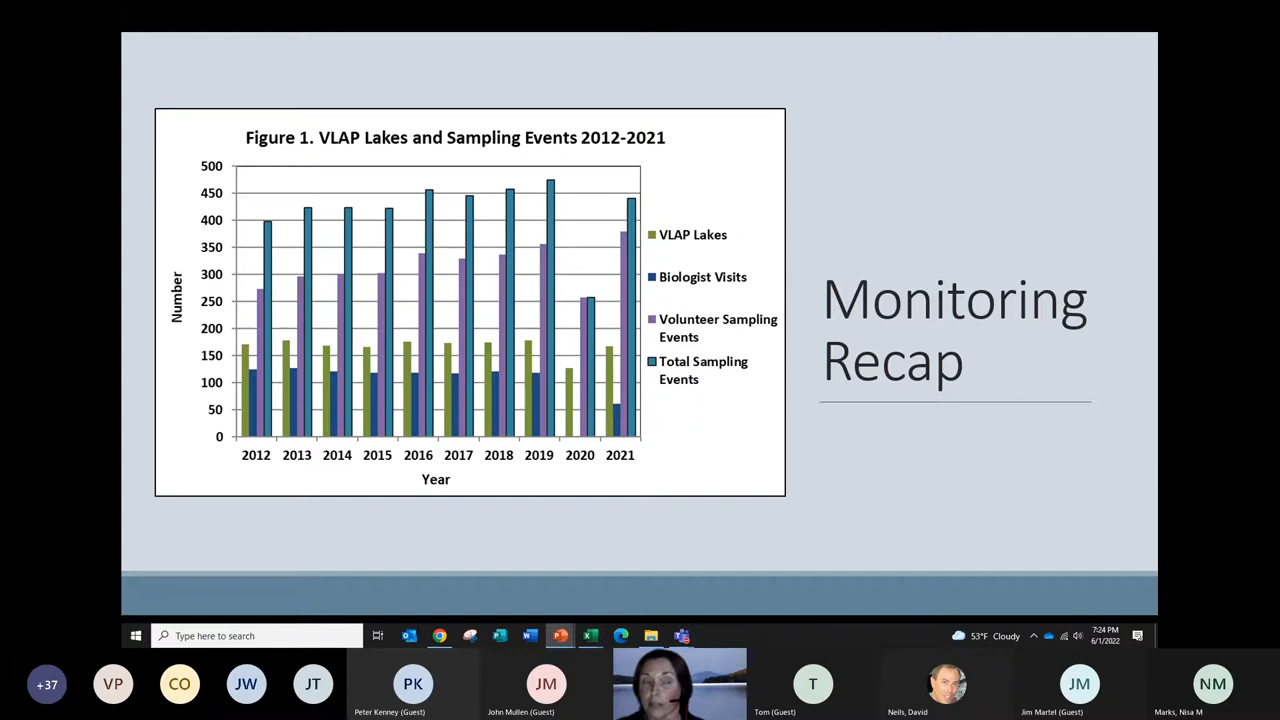 Figure 1. VLAP Lakes and Sampling Events 2012-2021
500
450
400
350
300
250
200
150
100
50
0
Number
2012 2013 2014 2015 2016 2017 2018 2019 2020 2021
Year
VLAP Lakes
Biologist Visits
Volunteer Sampling
Events
Total Sampling
Events
Monitoring
Recap
Type here to search
53°F Cloudy
7:24 PM
6/1/2022
+37
VP
CO
JW
JT
PK
Peter Kenney (Guest)
JM
John Mullen (Guest)
T
Tom (Guest)
Neils, David
JM
Jim Martel (Guest)
NM
Marks, Nisa M